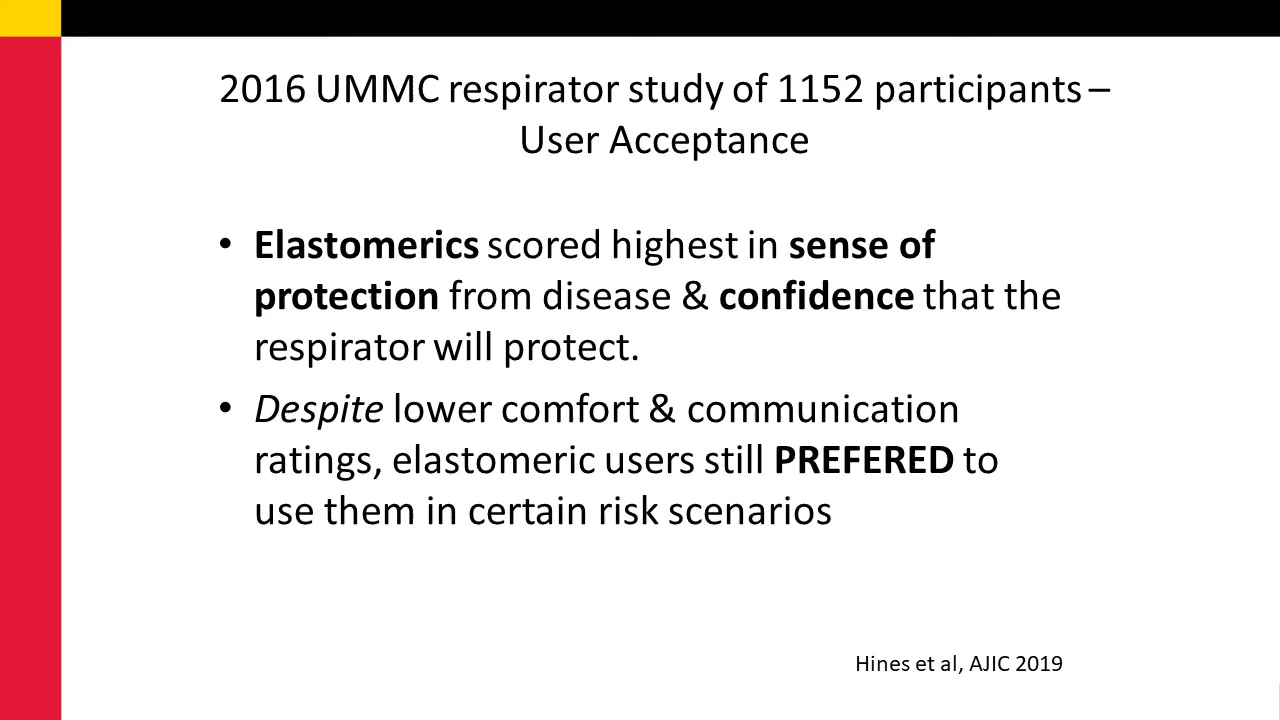 2016 UMMC respirator study of 1152 participants –
User Acceptance
• Elastomerics scored highest in sense of
protection from disease & confidence that the
respirator will protect.
• Despite lower comfort & communication
ratings, elastomeric users still PREFERED to
use them in certain risk scenarios
Hines et al, AJIC 2019